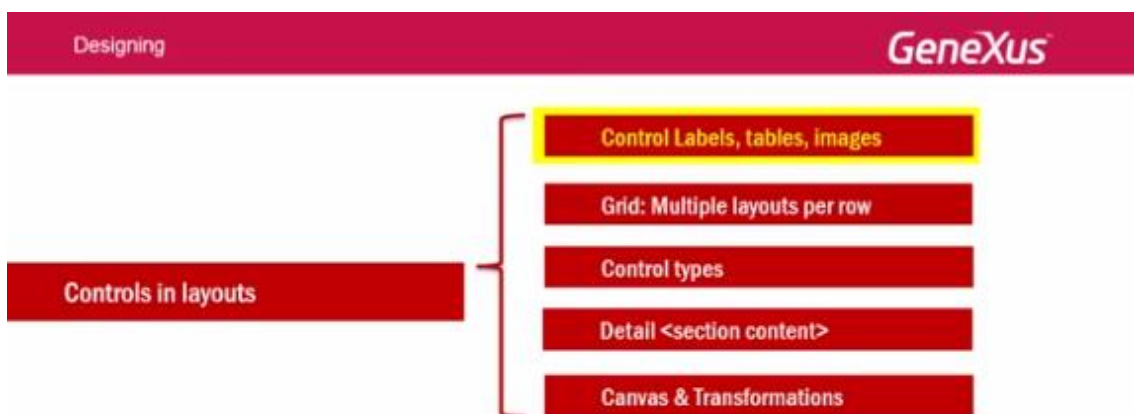 Designing
GeneXus
Control Labels, tables, images
Grid: Multiple layouts per row
Control types
Controls in layouts
Detail <section content>
Canvas & Transformations